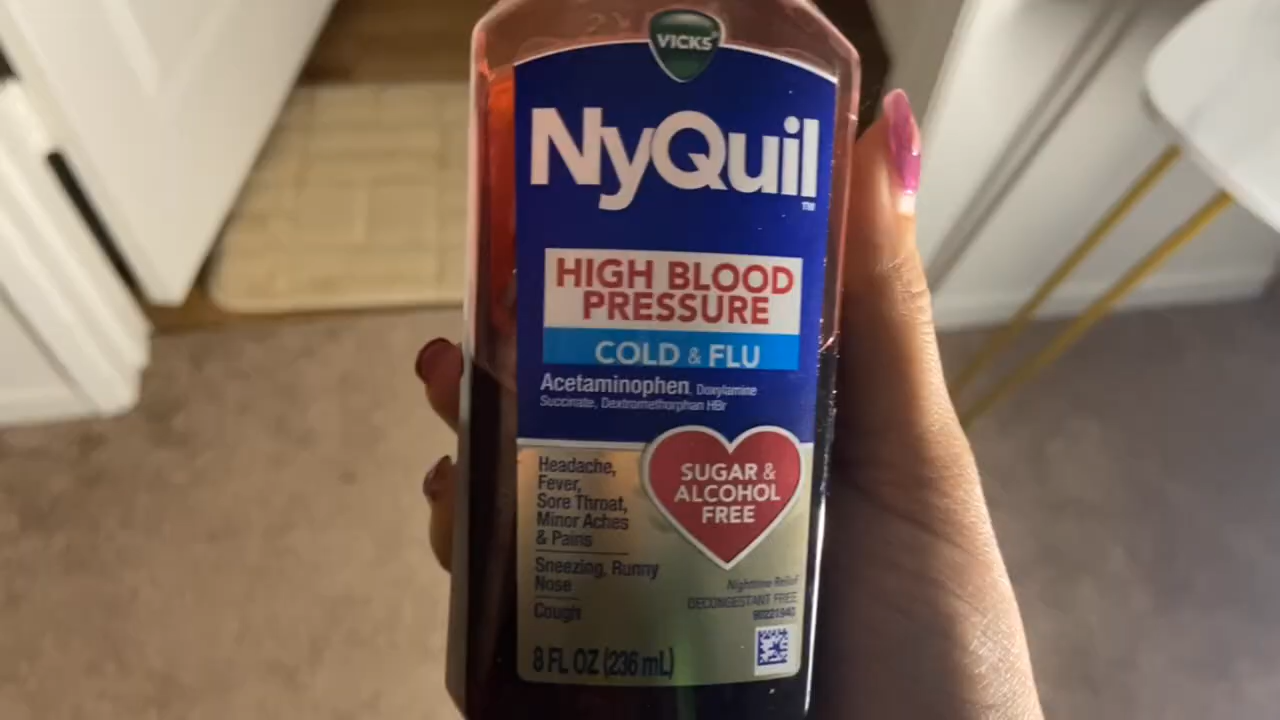 VICKS
NyQuil
TM
HIGH BLOOD
PRESSURE
COLD & FLU
Acetaminophen, Doxylamine
Succinate, Dextromethorphan HBr
SUGAR &
ALCOHOL
FREE
Headache,
Fever,
Sore Throat,
Minor Aches
& Pains
Sneezing, Runny
Nose
Cough
Nighttime Relief
DECONGESTANT FREE
8 FL OZ (236 mL)